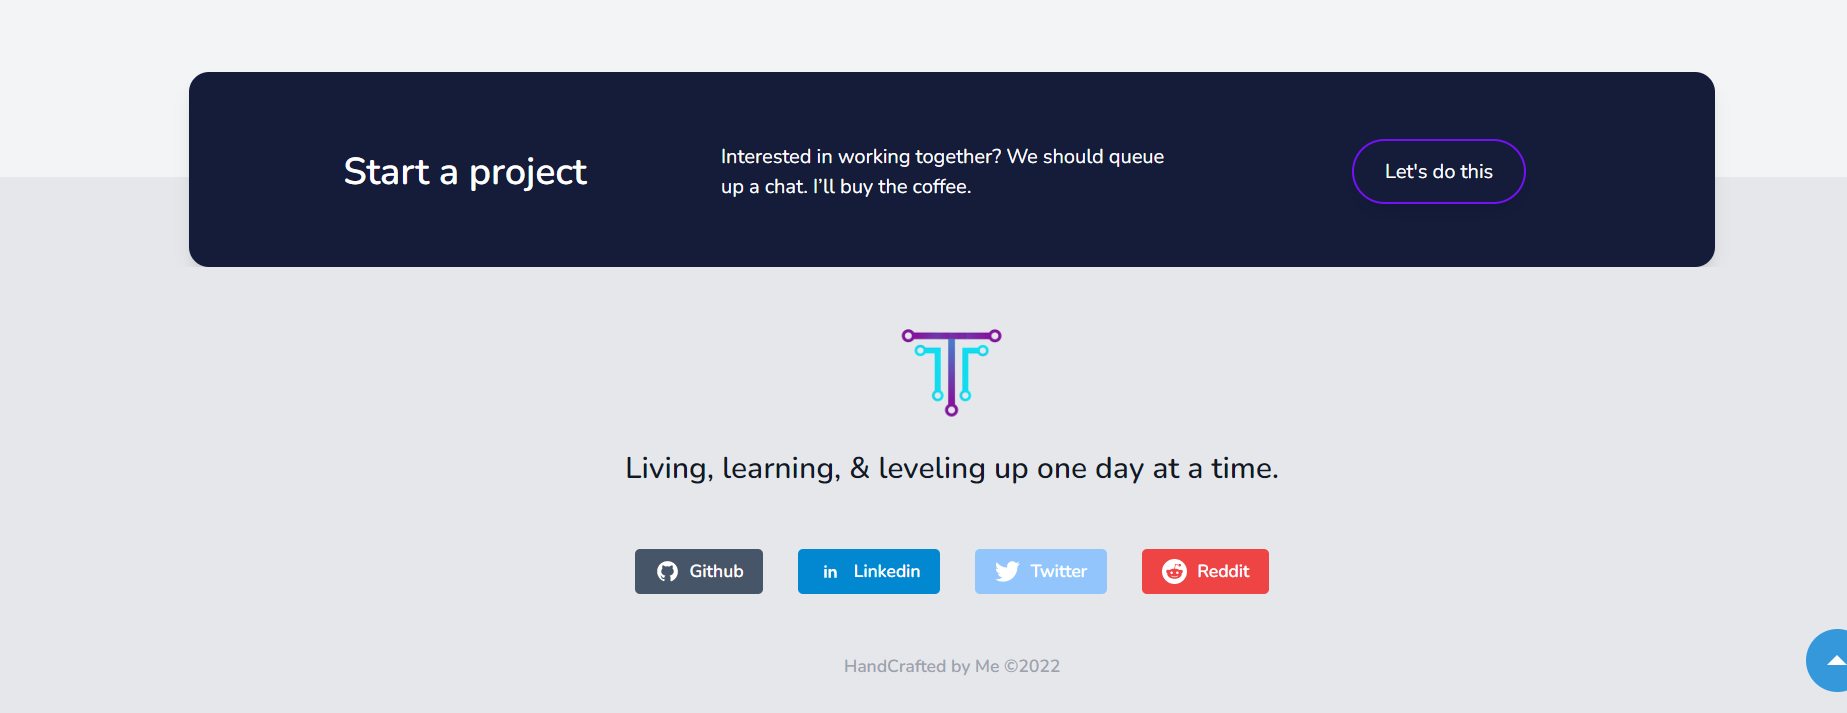 Start a project
Interested in working together? We should queue
up a chat. I’ll buy the coffee.
Let's do this
Living, learning, & leveling up one day at a time.
Github
in Linkedin
Twitter
Reddit
HandCrafted by Me ©2022